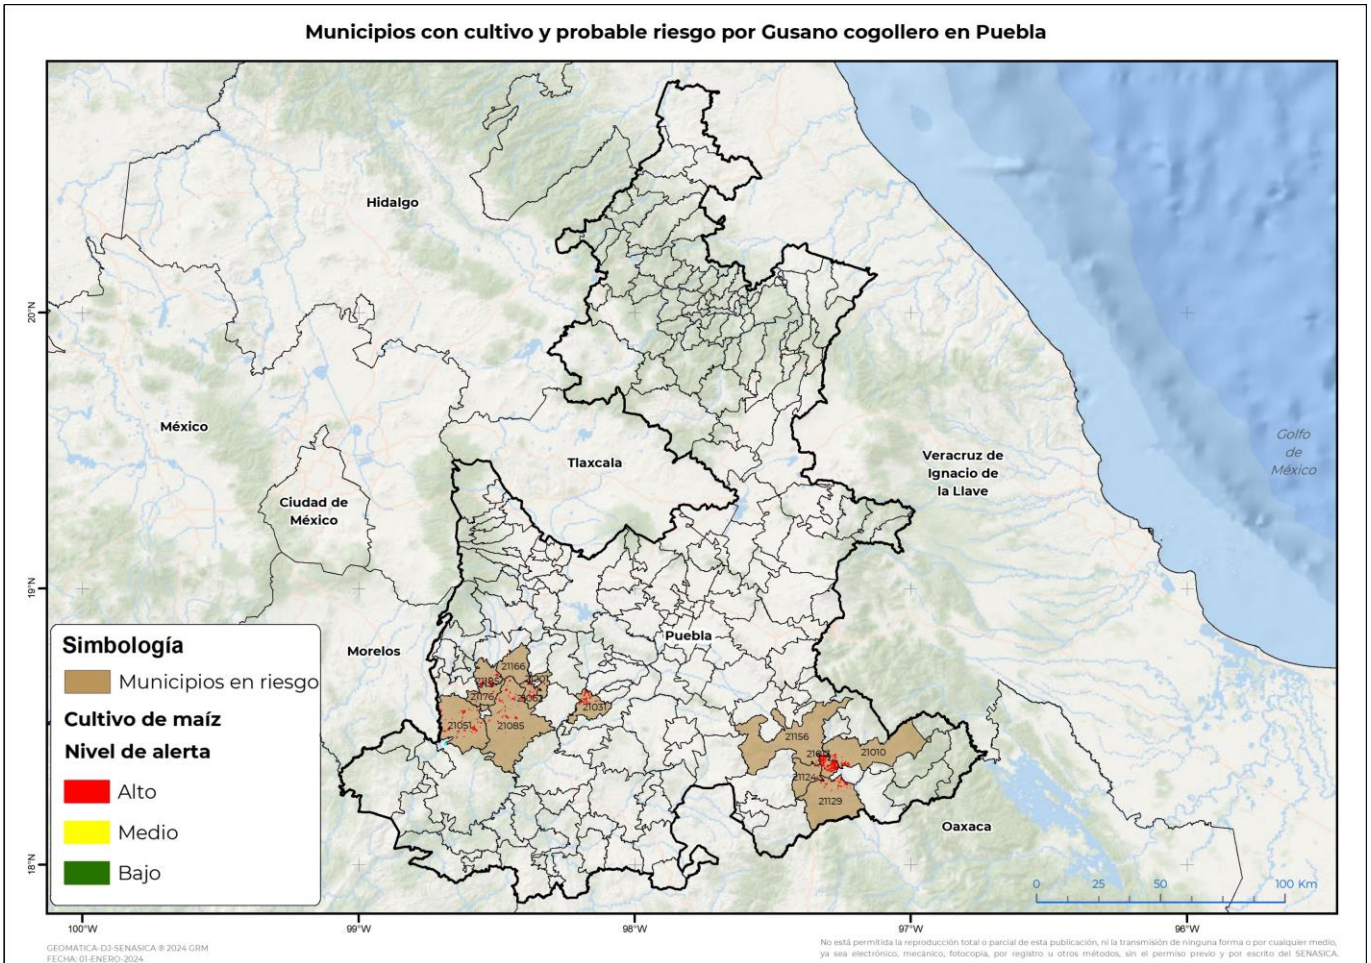 Municipios con cultivo y probable riesgo por Gusano cogollero en Puebla
Hidalgo
20°N
México
Tlaxcala
Veracruz de
Ignacio de
la Llave
Golfo
de
México
Ciudad de
México
19°N
Puebla
Morelos
21166
21176
21031
21051
21085
21156
21010
21124
21129
Oaxaca
18°N
Simbología
Municipios en riesgo
Cultivo de maíz
Nivel de alerta
Alto
Medio
Bajo
0 25 50 100 Km
100°W 99°W 98°W 97°W 96°W
GEOMATICA-DJ-SENASICA ® 2024 GRM
FECHA: 01-ENERO-2024
No está permitida la reproducción total o parcial de esta publicación, ni la transmisión de ninguna forma o por cualquier medio,
ya sea electrónico, mecánico, fotocopia, por registro u otros métodos, sin el permiso previo y por escrito del SENASICA.